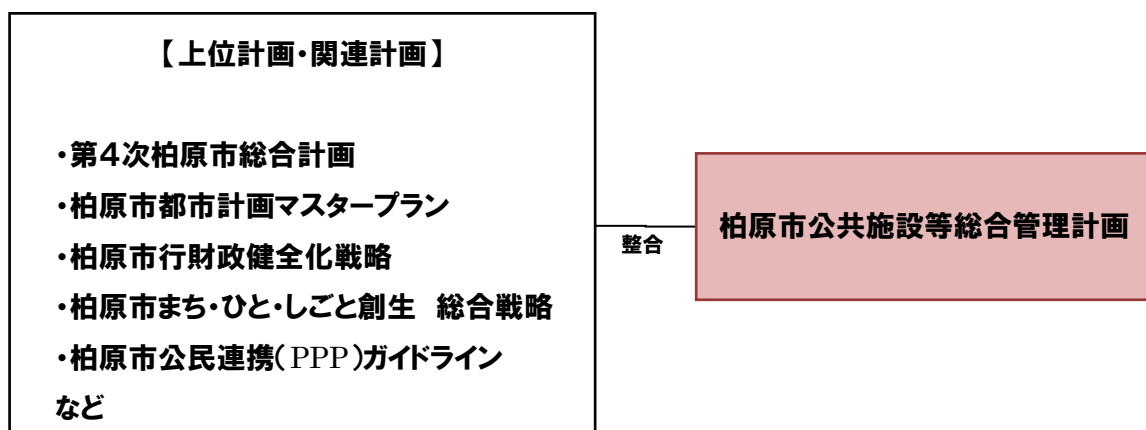 【上位計画・関連計画】
・第4次柏原市総合計画
・柏原市都市計画マスタープラン
・柏原市行財政健全化戦略
・柏原市まち・ひと・しごと創生　総合戦略
・柏原市公民連携(PPP)ガイドライン
など
整合
柏原市公共施設等総合管理計画